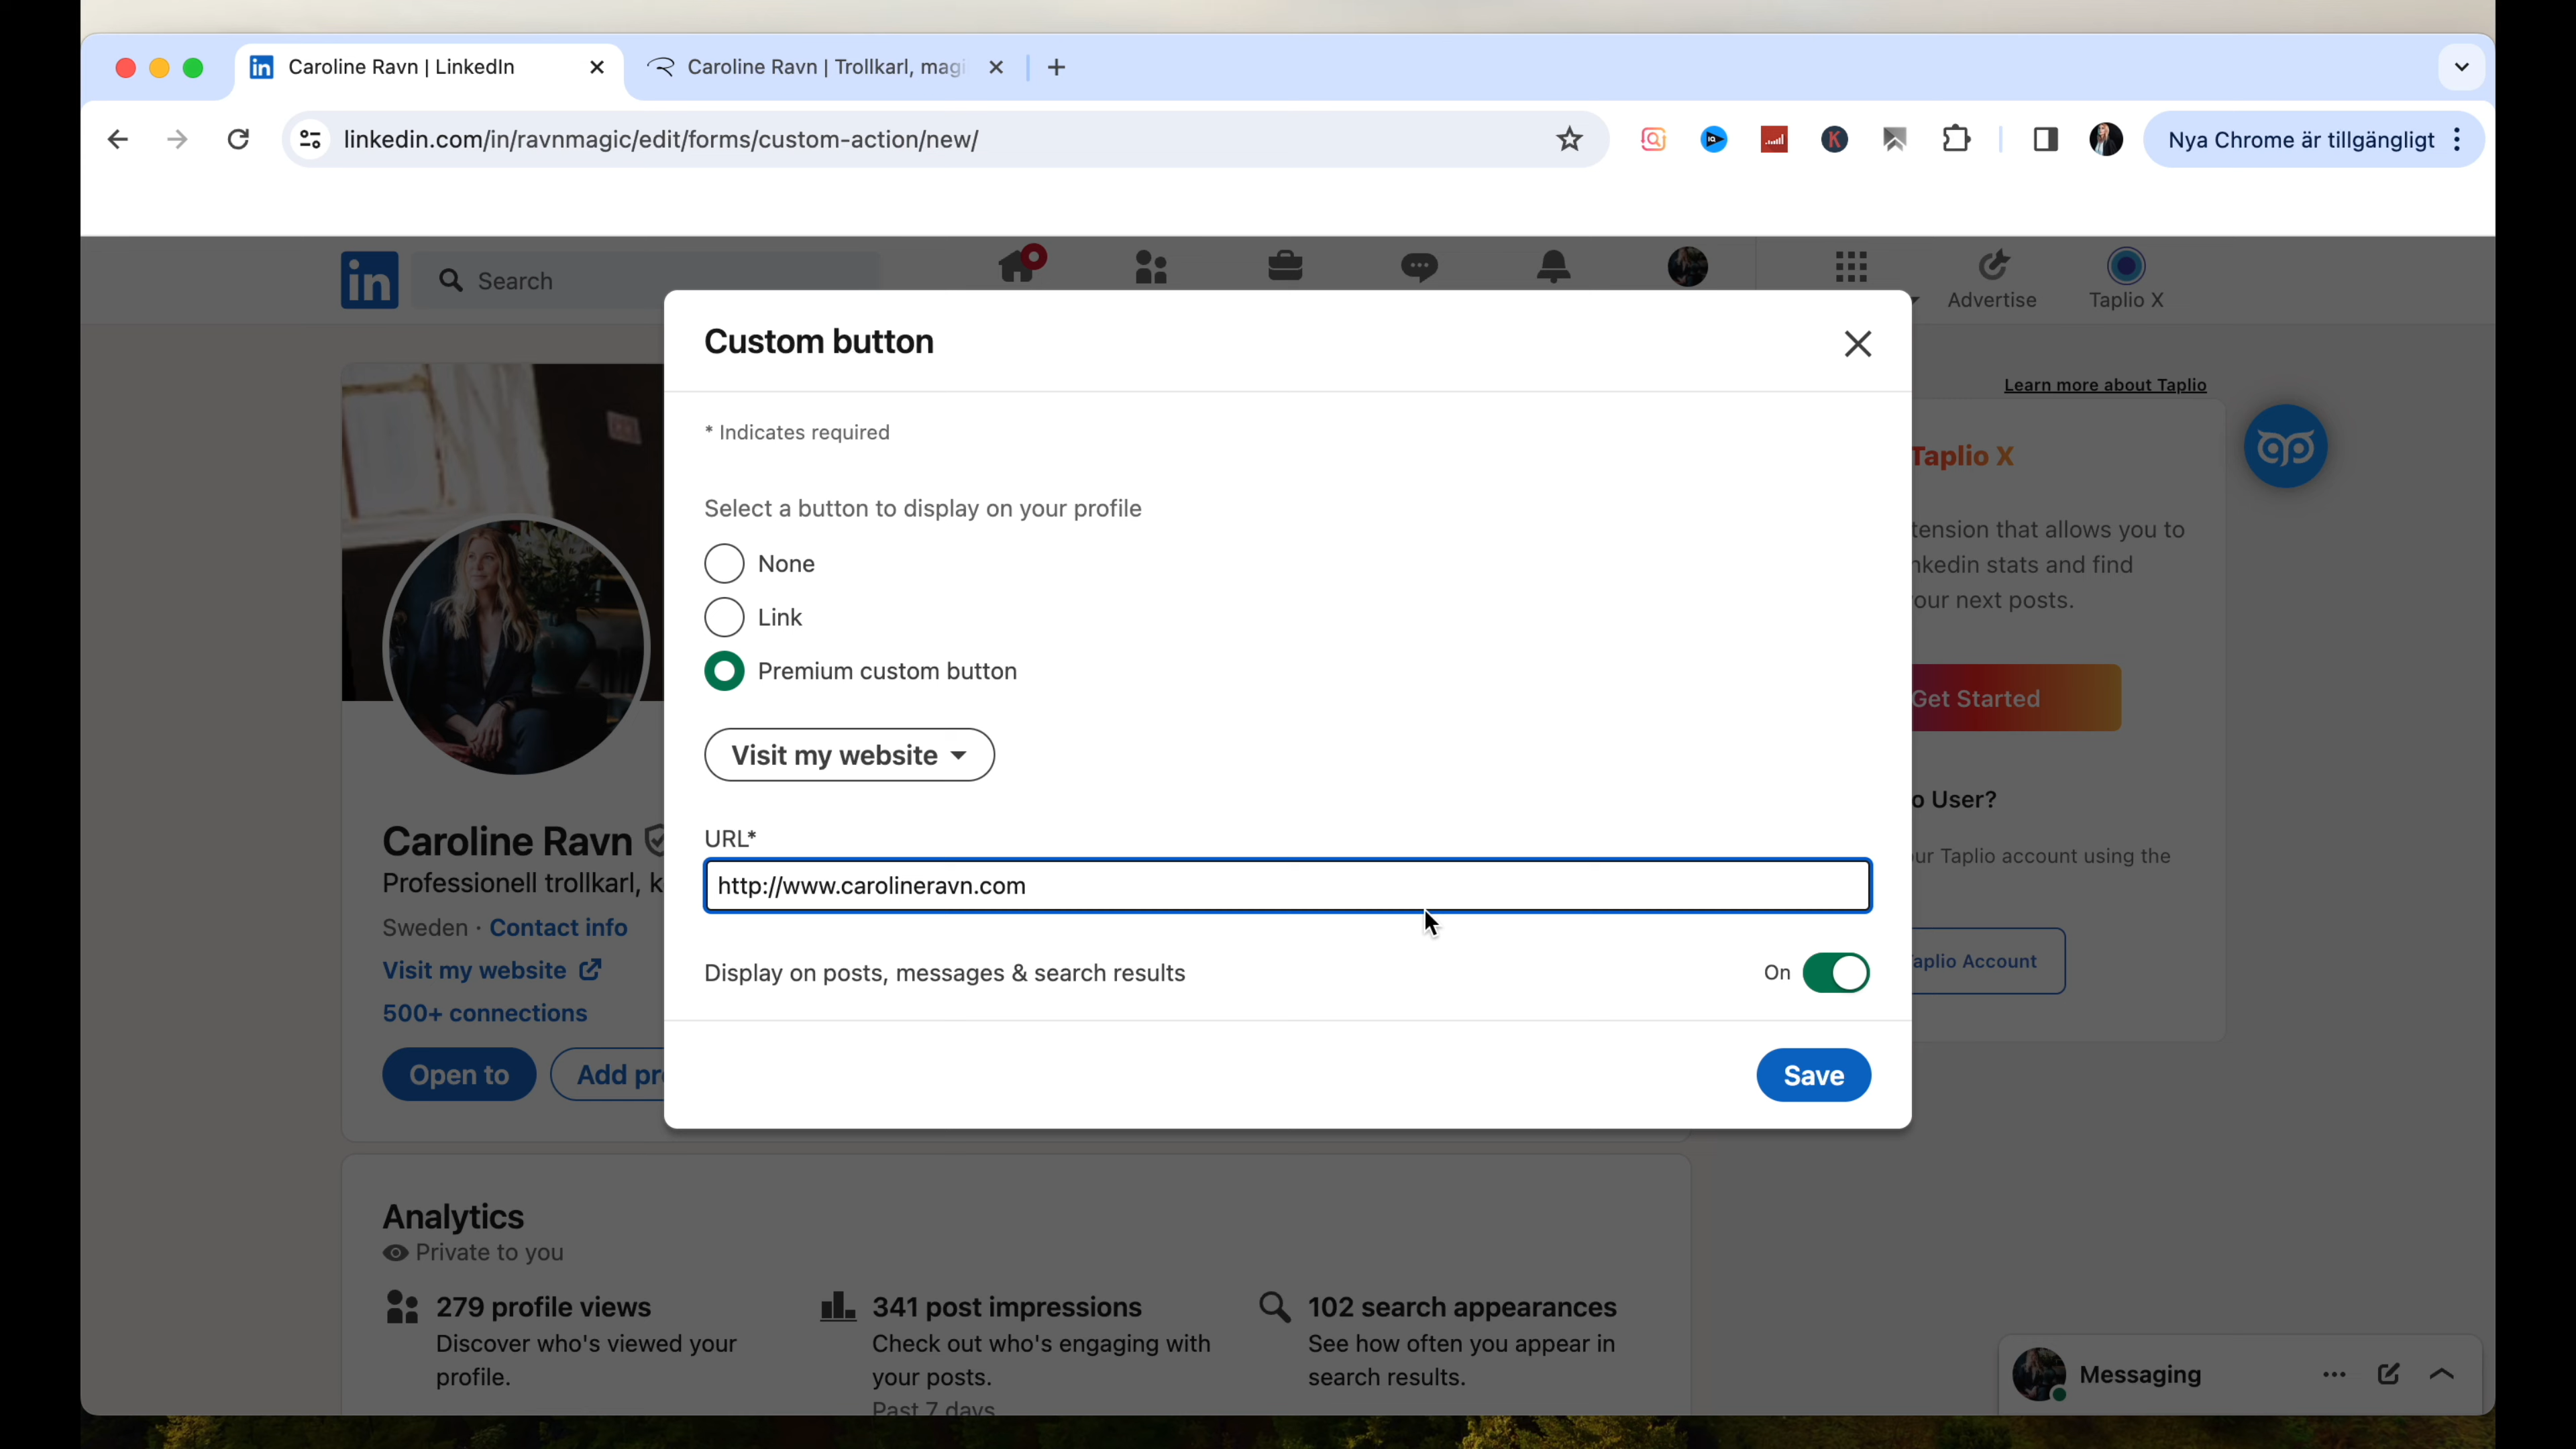 Caroline Ravn | LinkedIn
Caroline Ravn | Trollkarl, magi
linkedin.com/in/ravnmagic/edit/forms/custom-action/new/
Nya Chrome är tillgängligt
in
Search
Advertise
Taplio X
Custom button
* Indicates required
Select a button to display on your profile
None
Link
Premium custom button
Visit my website
URL*
http://www.carolineravn.com
Display on posts, messages & search results
On
Save
Learn more about Taplio
Taplio X
tension that allows you to
nkedin stats and find
our next posts.
Get Started
o User?
ur Taplio account using the
aplio Account
Caroline Ravn
Professionell trollkarl, k
Sweden · Contact info
Visit my website
500+ connections
Open to
Add pr
Analytics
Private to you
279 profile views
Discover who's viewed your
profile.
341 post impressions
Check out who's engaging with
your posts.
Past 7 days
102 search appearances
See how often you appear in
search results.
Messaging